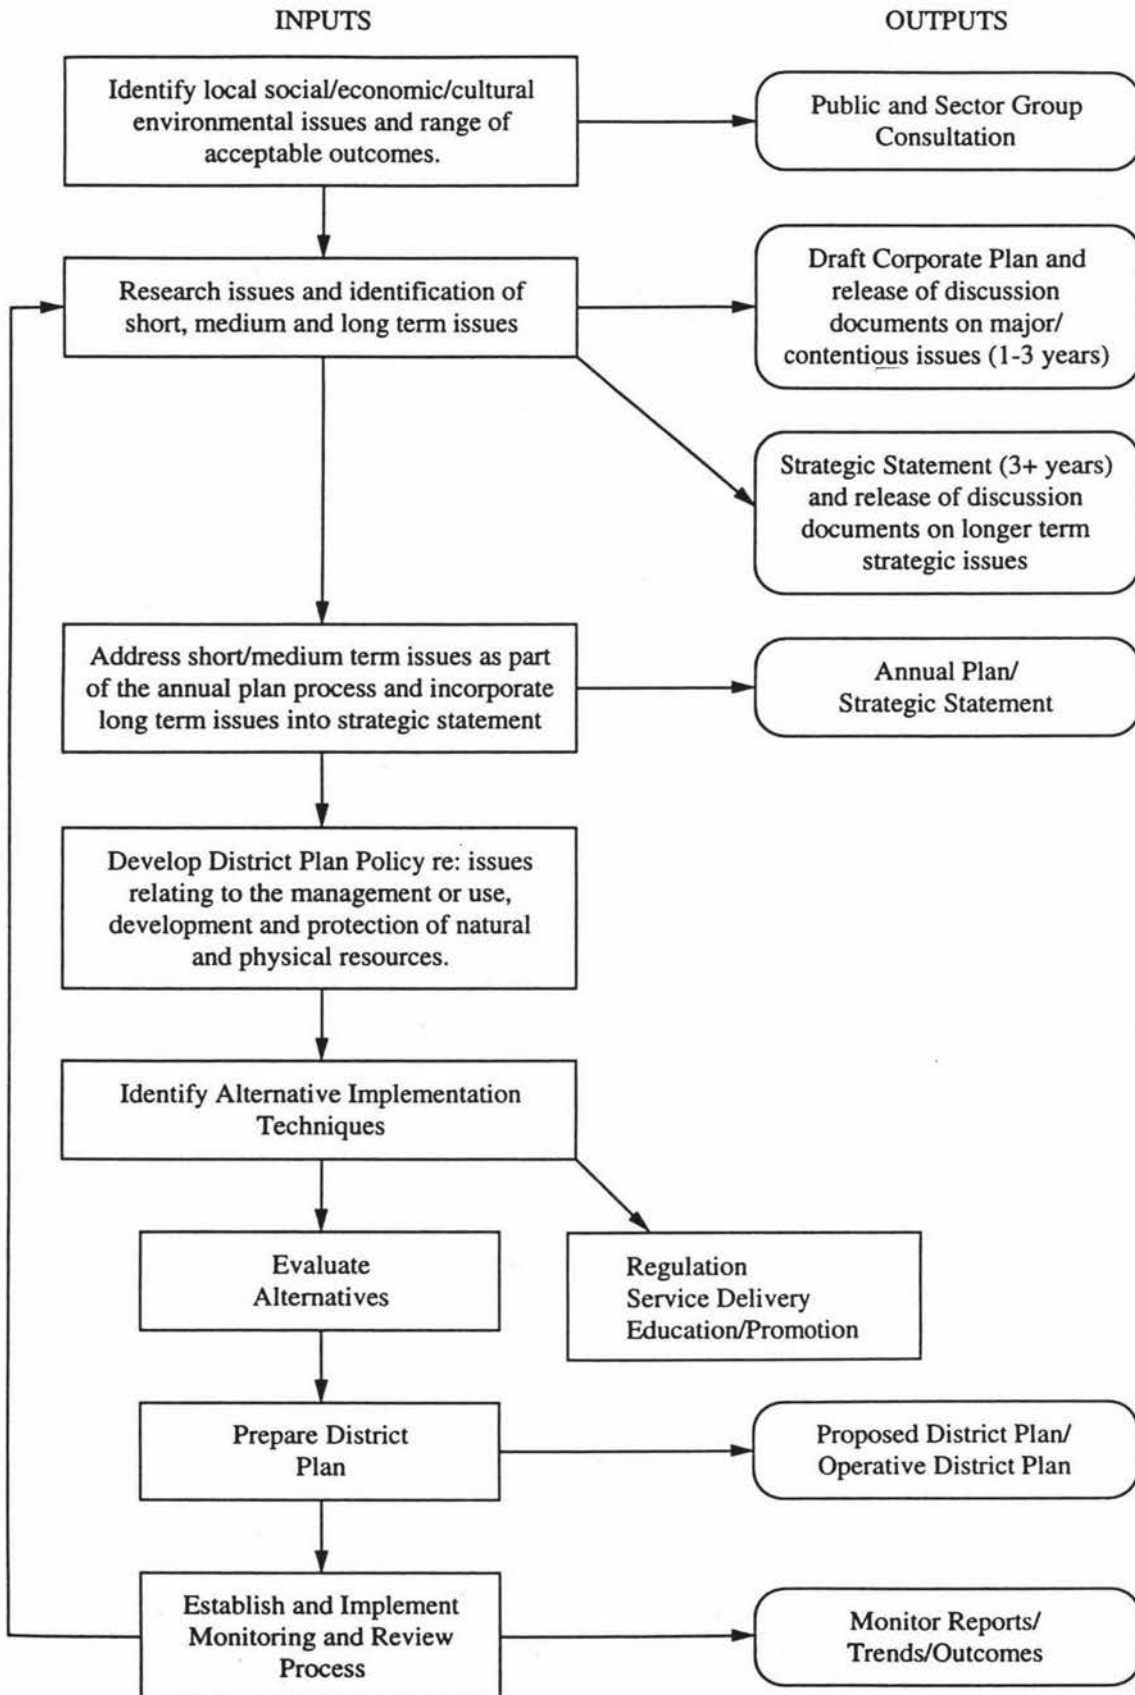 INPUTS
OUTPUTS
Identify local social/economic/cultural
environmental issues and range of
acceptable outcomes.
Public and Sector Group
Consultation
Research issues and identification of
short, medium and long term issues
Draft Corporate Plan and
release of discussion
documents on major/
contentious issues (1-3 years)
Strategic Statement (3+ years)
and release of discussion
documents on longer term
strategic issues
Address short/medium term issues as part
of the annual plan process and incorporate
long term issues into strategic statement
Annual Plan/
Strategic Statement
Develop District Plan Policy re: issues
relating to the management or use,
development and protection of natural
and physical resources.
Identify Alternative Implementation
Techniques
Evaluate
Alternatives
Regulation
Service Delivery
Education/Promotion
Prepare District
Plan
Proposed District Plan/
Operative District Plan
Establish and Implement
Monitoring and Review
Process
Monitor Reports/
Trends/Outcomes